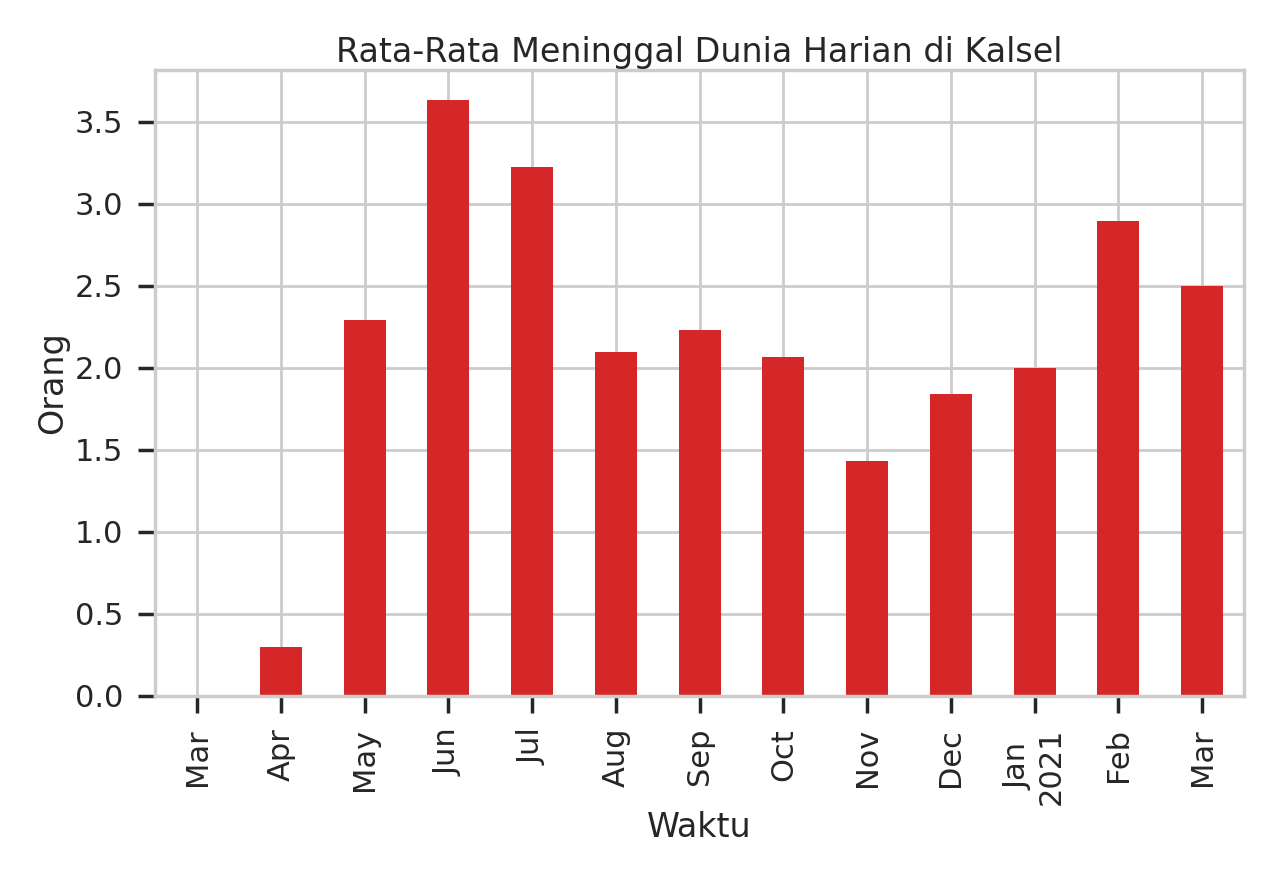 Rata-Rata Meninggal Dunia Harian di Kalsel
3.5
3.0
2.5
2.0
1.5
1.0
0.5
0.0
Orang
Mar
Apr
May
Jun
Jul
Aug
Sep
Oct
Nov
Dec
Jan
2021
Feb
Mar
Waktu